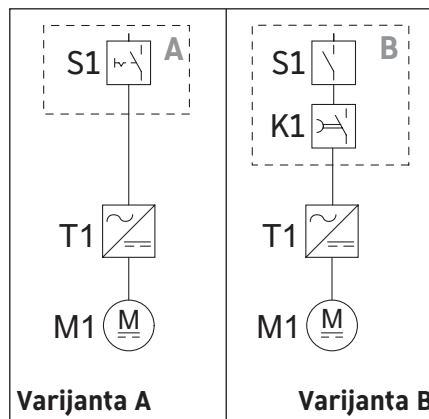 A
S1
T1
M1 M
Varijanta A
B
S1
K1
T1
M1 M
Varijanta B